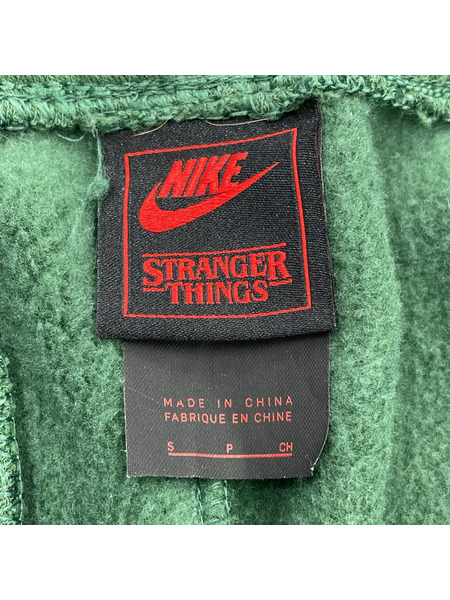 NIKE
STRANGER
THINGS
MADE IN CHINA
FABRIQUE EN CHINE
S P CH